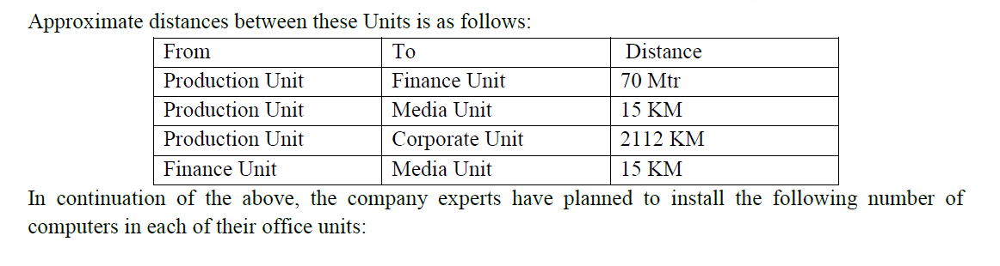 Approximate distances between these Units is as follows:
From To Distance
Production Unit Finance Unit 70 Mtr
Production Unit Media Unit 15 KM
Production Unit Corporate Unit 2112 KM
Finance Unit Media Unit 15 KM
In continuation of the above, the company experts have planned to install the following number of
computers in each of their office units: